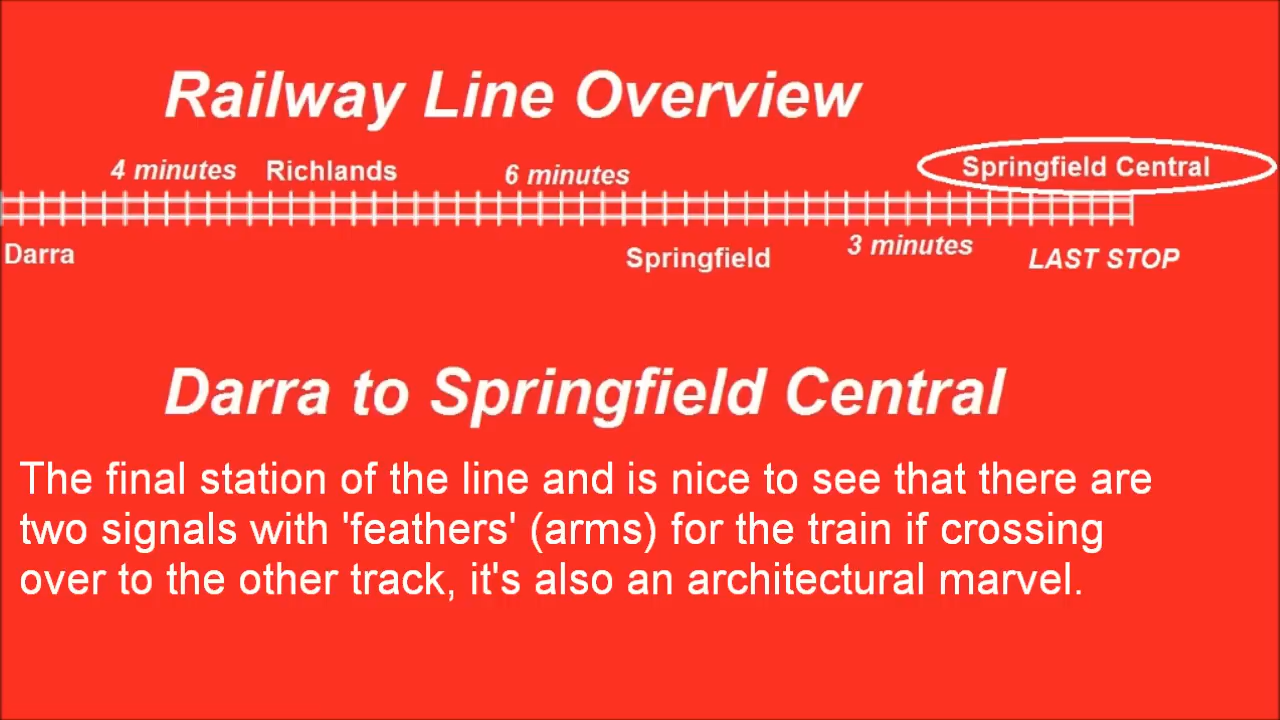 Railway Line Overview
4 minutes Richlands 6 minutes Springfield Central
Darra Springfield 3 minutes LAST STOP
Darra to Springfield Central
The final station of the line and is nice to see that there are
two signals with 'feathers' (arms) for the train if crossing
over to the other track, it's also an architectural marvel.